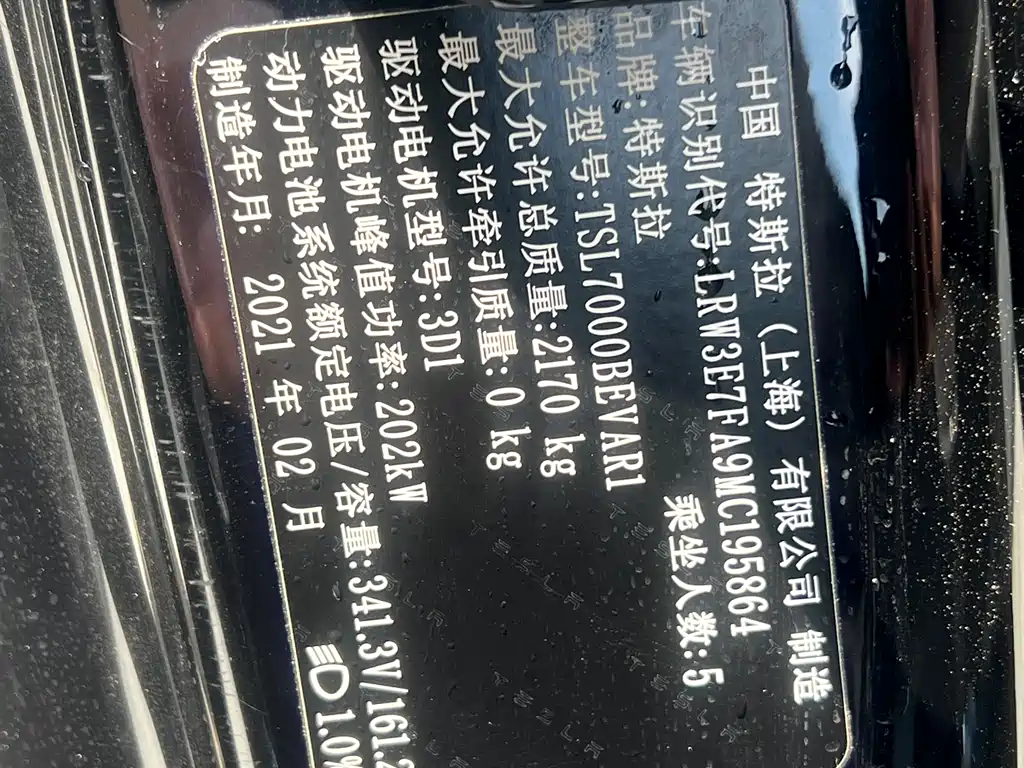 中国 特斯拉（上海）有限公司 制造
车辆识别代号:LRW3E7FA9MC195864
品牌:特斯拉 乘坐人数:5
整车型号:TSL7000BEVAR1
最大允许总质量:2170 kg
最大允许牵引质量:0 kg
驱动电机型号:3D1
驱动电机峰值功率:202kW
动力电池系统额定电压/容量:341.3V/161.2
制造年月: 2021 年 02 月 1.0%